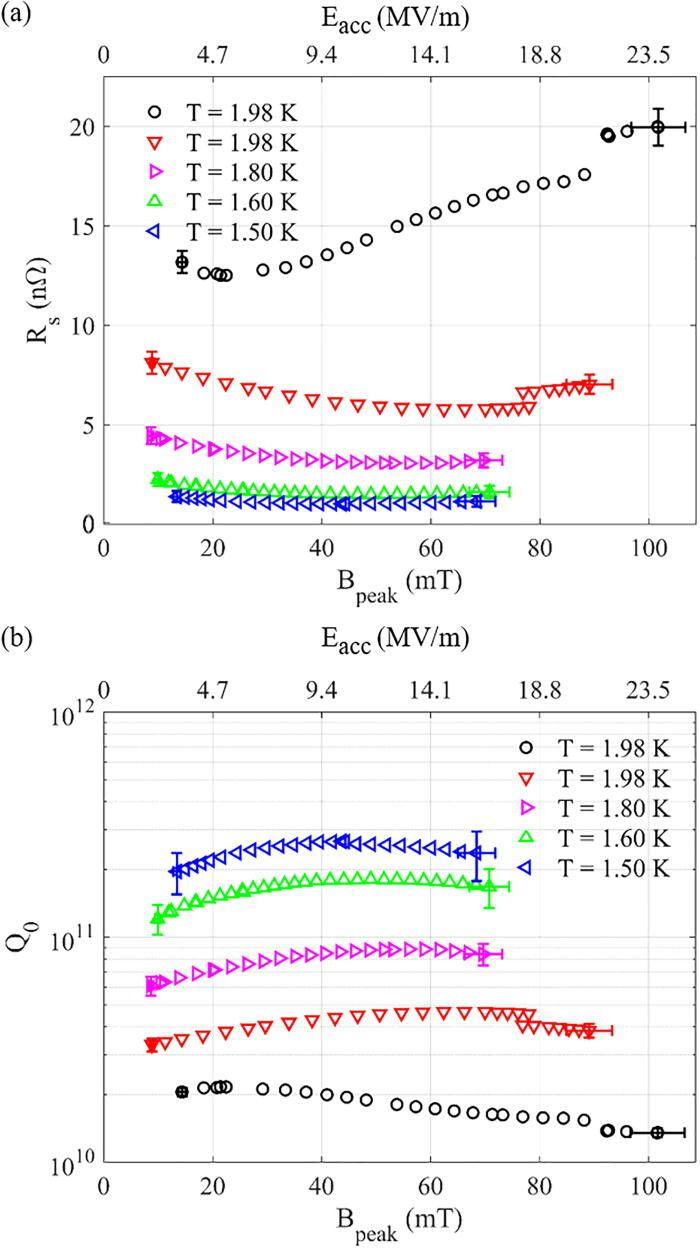 (a)
E_acc (MV/m)
0 4.7 9.4 14.1 18.8 23.5
T = 1.98 K
T = 1.98 K
T = 1.80 K
T = 1.60 K
T = 1.50 K
20
15
10
5
0
R_s (nΩ)
0 20 40 60 80 100
B_peak (mT)
(b)
E_acc (MV/m)
0 4.7 9.4 14.1 18.8 23.5
T = 1.98 K
T = 1.98 K
T = 1.80 K
T = 1.60 K
T = 1.50 K
10^12
10^11
10^10
Q_0
0 20 40 60 80 100
B_peak (mT)